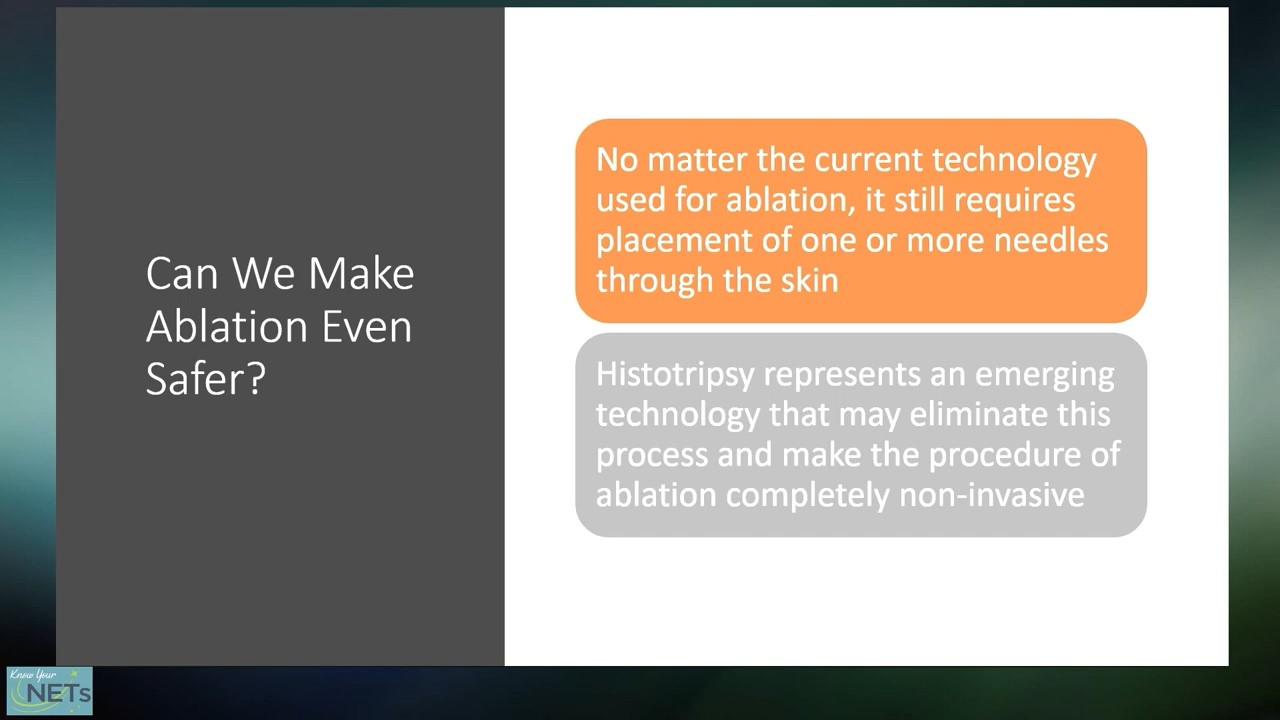 Can We Make
Ablation Even
Safer?
No matter the current technology
used for ablation, it still requires
placement of one or more needles
through the skin
Histotripsy represents an emerging
technology that may eliminate this
process and make the procedure of
ablation completely non-invasive
Know Your
NETs